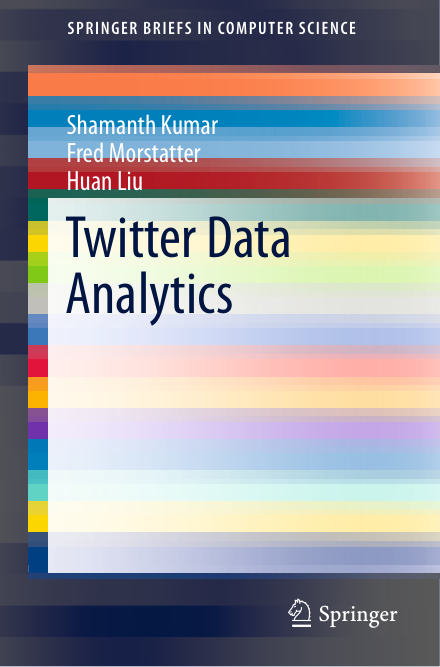 SPRINGER BRIEFS IN COMPUTER SCIENCE
Shamanth Kumar
Fred Morstatter
Huan Liu
Twitter Data
Analytics
Springer